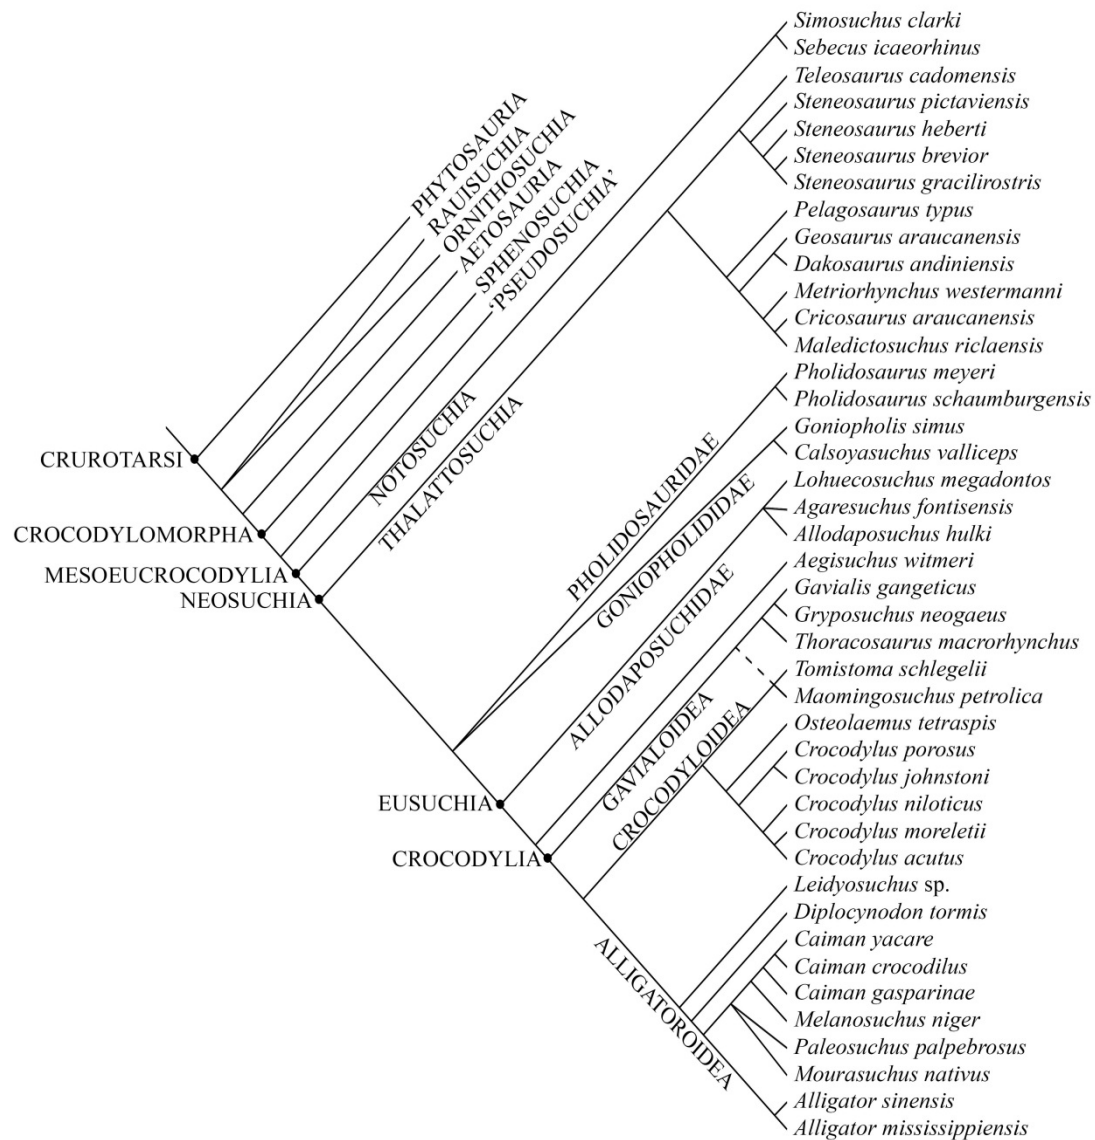 Simosuchus clarki
Sebecus icaeorhinus
Teleosaurus cadomensis
Steneosaurus pictaviensis
Steneosaurus heberti
Steneosaurus brevior
Steneosaurus gracilirostris
Pelagosaurus typus
Geosaurus araucanensis
Dakosaurus andiniensis
Metriorhynchus westermanni
Cricosaurus araucanensis
Maledictosuchus riclaensis
Pholidosaurus meyeri
Pholidosaurus schaumburgensis
Goniopholis simus
Calsoyasuchus valliceps
Lohuecosuchus megadontos
Agaresuchus fontisensis
Allodaposuchus hulki
Aegisuchus witmeri
Gavialis gangeticus
Gryposuchus neogaeus
Thoracosaurus macrorhynchus
Tomistoma schlegelii
Maomingosuchus petrolica
Osteolaemus tetraspis
Crocodylus porosus
Crocodylus johnstoni
Crocodylus niloticus
Crocodylus moreletii
Crocodylus acutus
Leidyosuchus sp.
Diplocynodon tormis
Caiman yacare
Caiman crocodilus
Caiman gasparinae
Melanosuchus niger
Paleosuchus palpebrosus
Mourasuchus nativus
Alligator sinensis
Alligator mississippiensis
PHYTOSAURIA
RAUISUCHIA
ORNITHOSUCHIA
AETOSAURIA
SPHENOSUCHIA
'PSEUDOSUCHIA'
NOTOSUCHIA
THALATTOSUCHIA
PHOLIDOSAURIDAE
GONIOPHOLIDIDAE
ALLODAPOSUCHIDAE
GAVIALOIDEA
CROCODYLOIDEA
ALLIGATOROIDEA
CRUROTARSI
CROCODYLOMORPHA
MESOEUCROCODYLIA
NEOSUCHIA
EUSUCHIA
CROCODYLIA